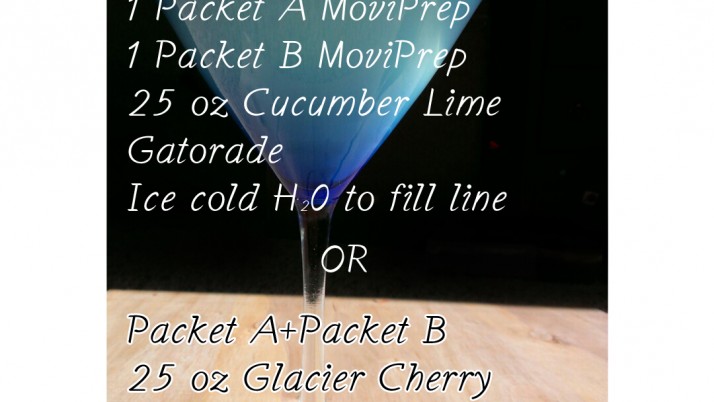 1 Packet A MoviPrep
1 Packet B MoviPrep
25 oz Cucumber Lime
Gatorade
Ice cold H₂O to fill line
OR
Packet A+Packet B
25 oz Glacier Cherry